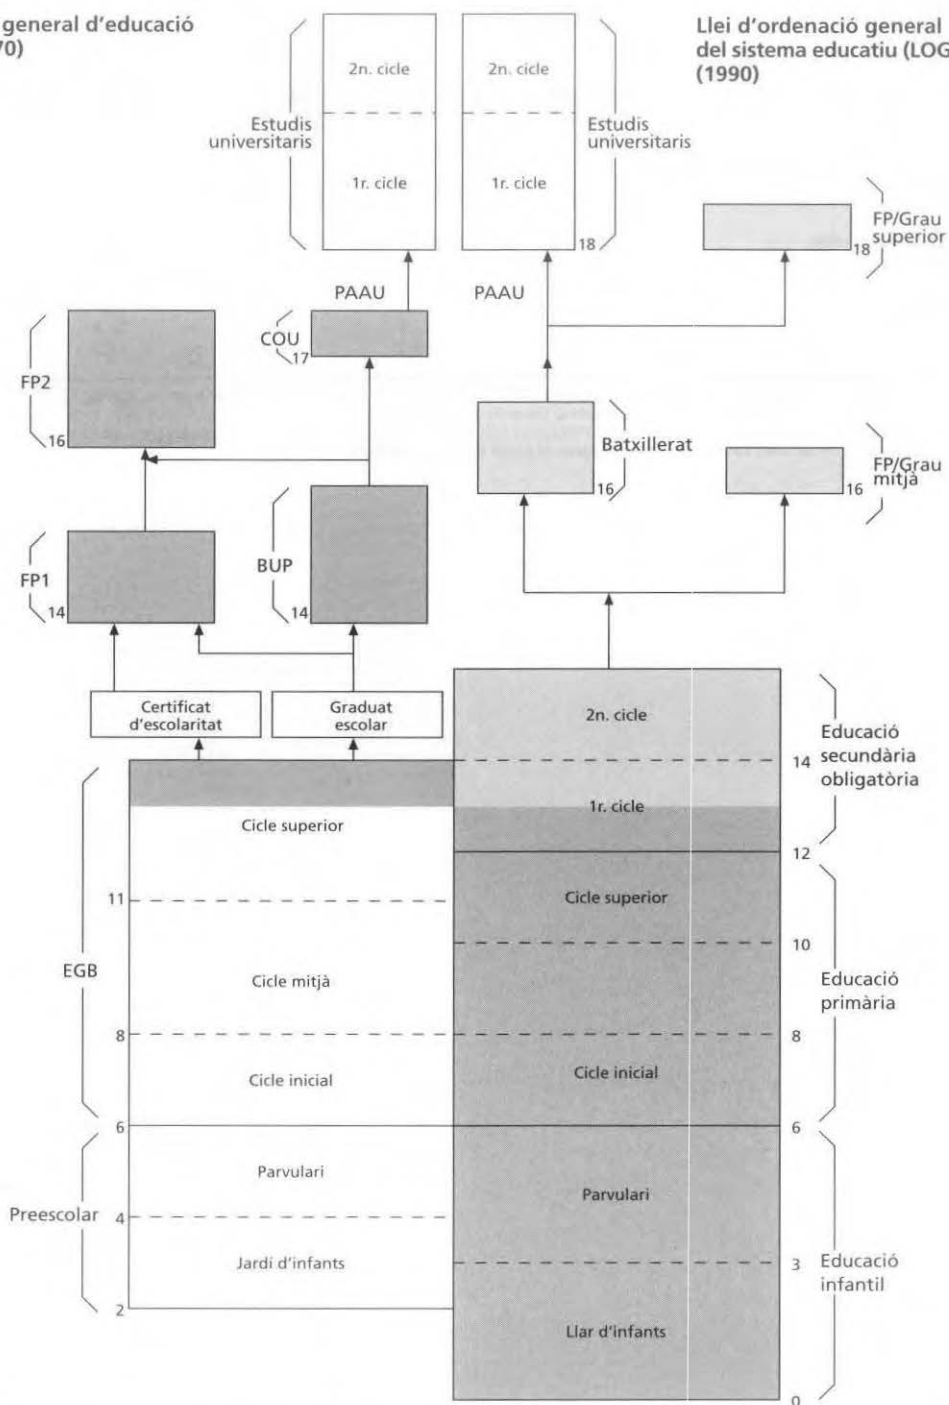 general d'educació
70)
Llei d'ordenació general
del sistema educatiu (LOG
(1990)
2n. cicle
2n. cicle
Estudis
universitaris
Estudis
universitaris
1r. cicle
1r. cicle
18
FP/Grau
superior
18
PAAU
PAAU
COU
17
FP2
16
Batxillerat
16
FP/Grau
mitjà
16
BUP
14
FP1
14
Certificat
d'escolaritat
Graduat
escolar
2n. cicle
14
Educació
secundària
obligatòria
1r. cicle
12
Cicle superior
11
Cicle superior
10
EGB
Cicle mitjà
Educació
primària
8
8
Cicle inicial
Cicle inicial
6
6
Parvulari
Parvulari
Preescolar
4
3
Jardí d'infants
Educació
infantil
2
Llar d'infants
0